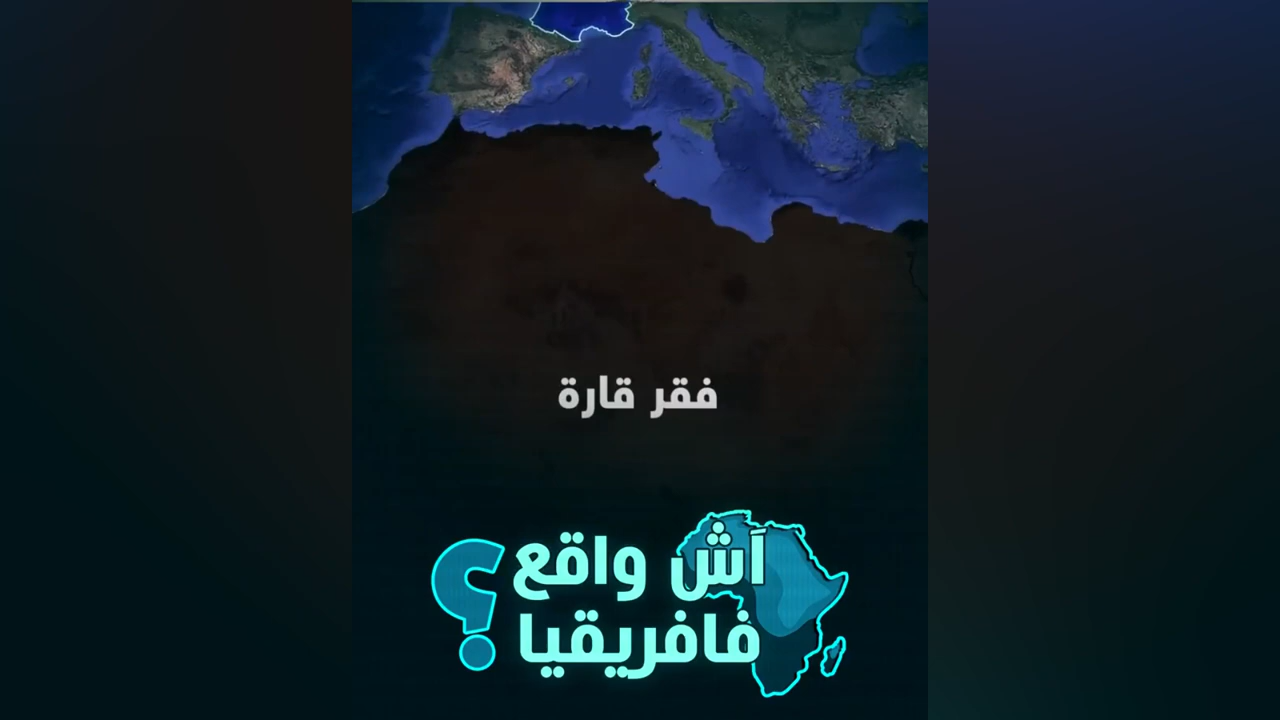 فقر قارة
آش واقع
فافريقيا؟